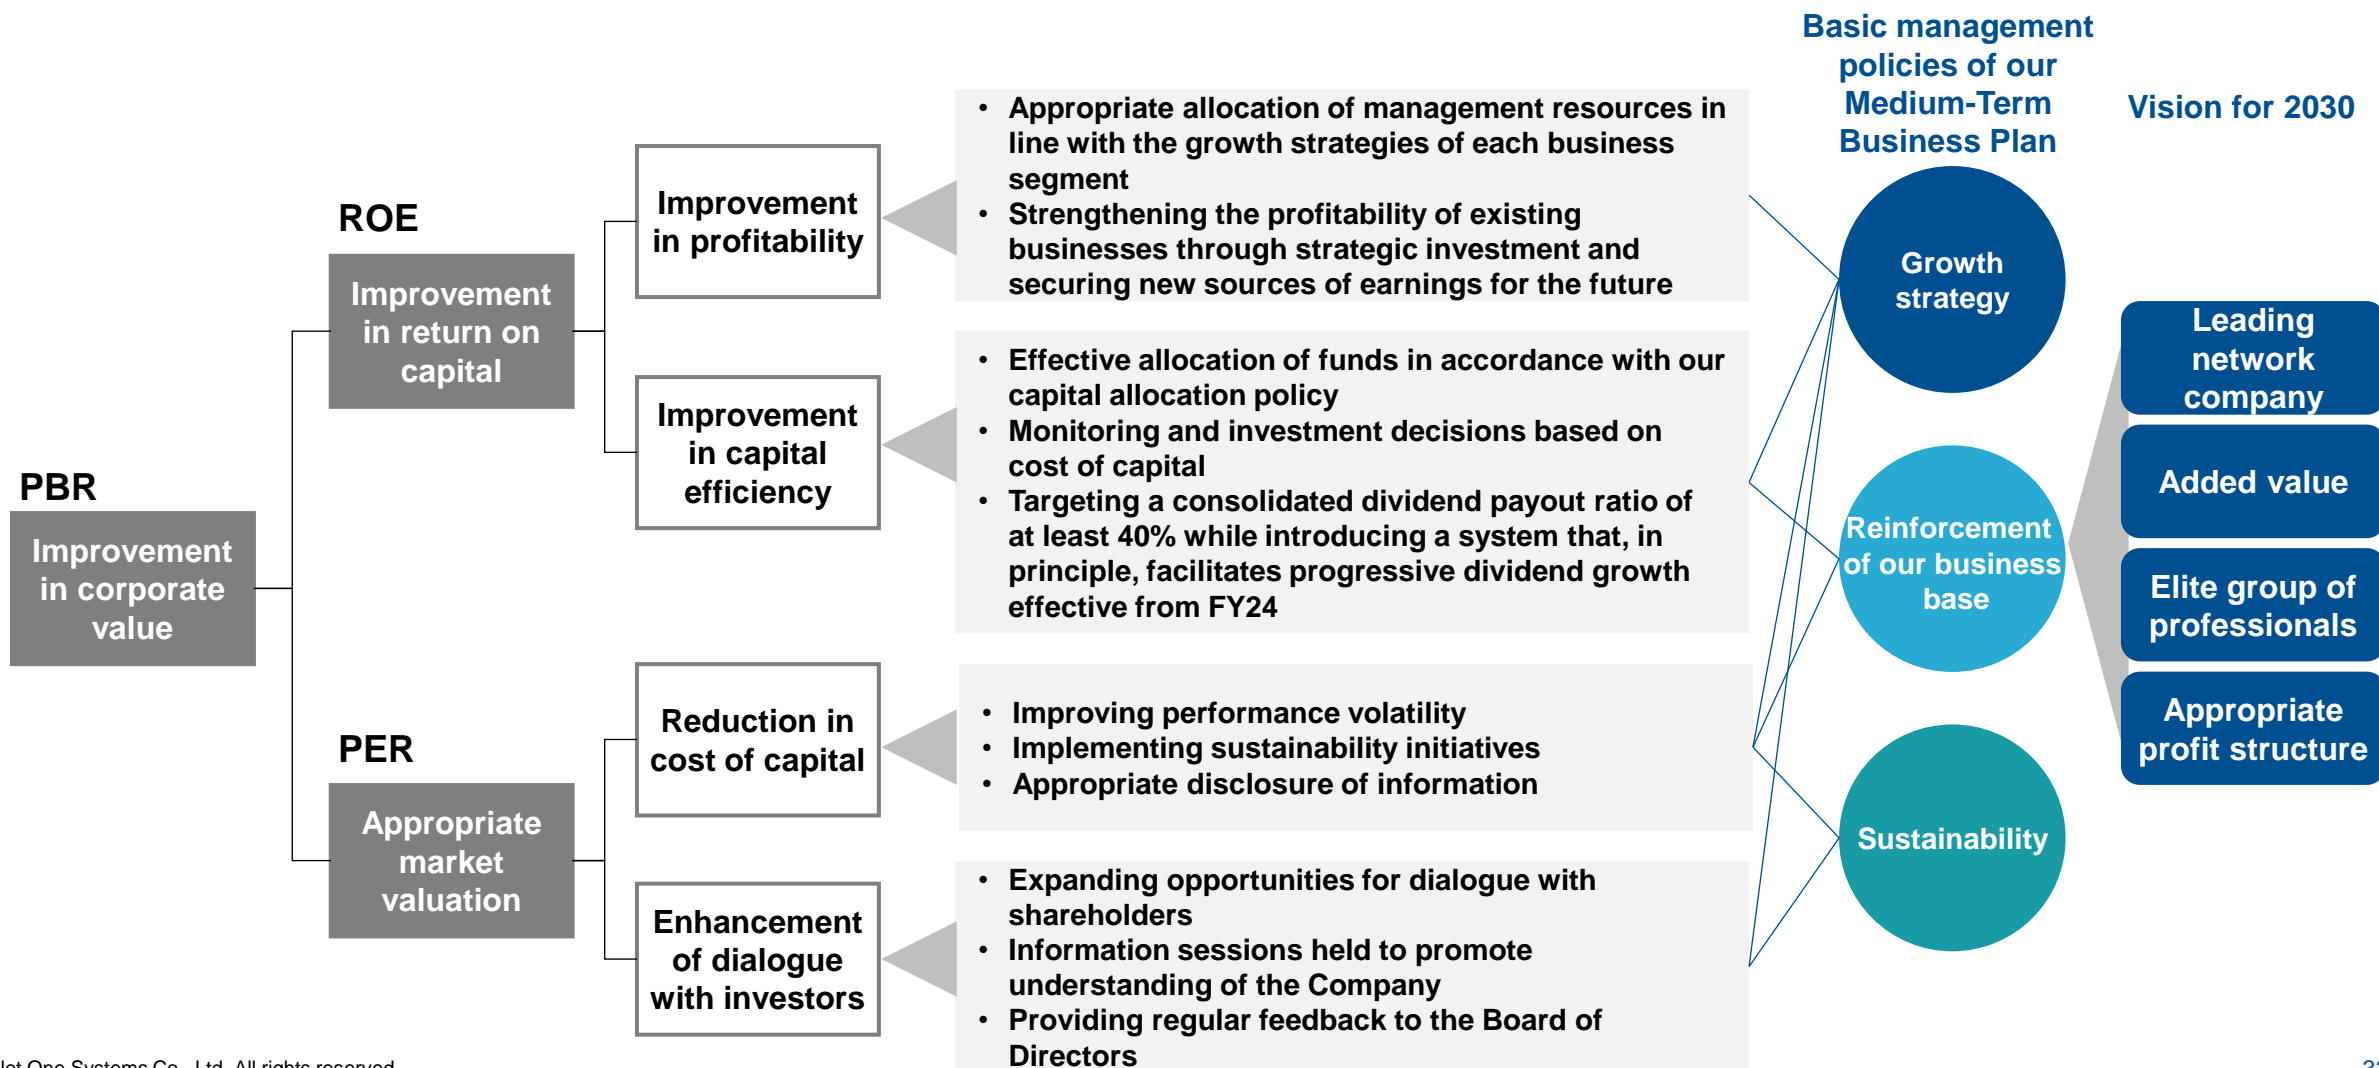 PBR
Improvement
in corporate
value
ROE
Improvement
in return on
capital
PER
Appropriate
market
valuation
Improvement
in profitability
Improvement
in capital
efficiency
Reduction in
cost of capital
Enhancement
of dialogue
with investors
• Appropriate allocation of management resources in
line with the growth strategies of each business
segment
• Strengthening the profitability of existing
businesses through strategic investment and
securing new sources of earnings for the future
• Effective allocation of funds in accordance with our
capital allocation policy
• Monitoring and investment decisions based on
cost of capital
• Targeting a consolidated dividend payout ratio of
at least 40% while introducing a system that, in
principle, facilitates progressive dividend growth
effective from FY24
• Improving performance volatility
• Implementing sustainability initiatives
• Appropriate disclosure of information
• Expanding opportunities for dialogue with
shareholders
• Information sessions held to promote
understanding of the Company
• Providing regular feedback to the Board of
Directors
Basic management
policies of our
Medium-Term
Business Plan
Growth
strategy
Reinforcement
of our business
base
Sustainability
Vision for 2030
Leading
network
company
Added value
Elite group of
professionals
Appropriate
profit structure
One Systems Co., Ltd. All rights reserved